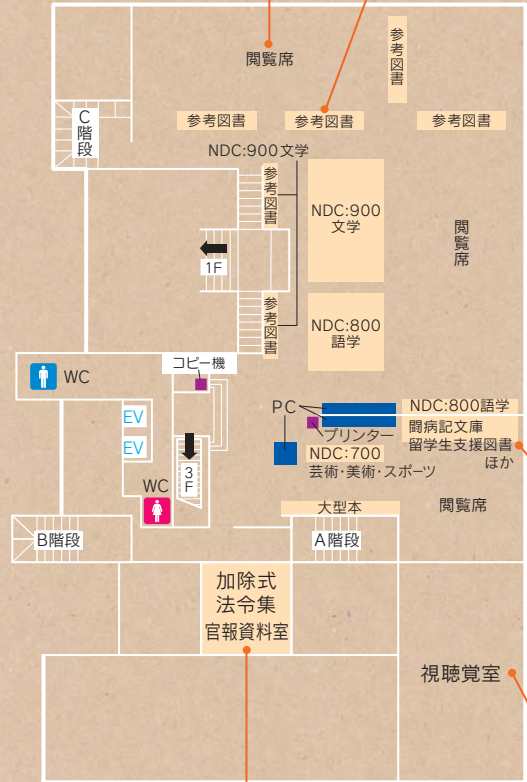 閲覧席
参考図書
C階段
参考図書
参考図書
参考図書
NDC:900文学
参考図書
NDC:900
文学
閲覧席
1F
参考図書
NDC:800
語学
コピー機
WC
PC
NDC:800語学
闘病記文庫
留学生支援図書
ほか
プリンター
NDC:700
芸術・美術・スポーツ
EV
EV
3F
WC
大型本
閲覧席
B階段
A階段
加除式
法令集
官報資料室
視聴覚室